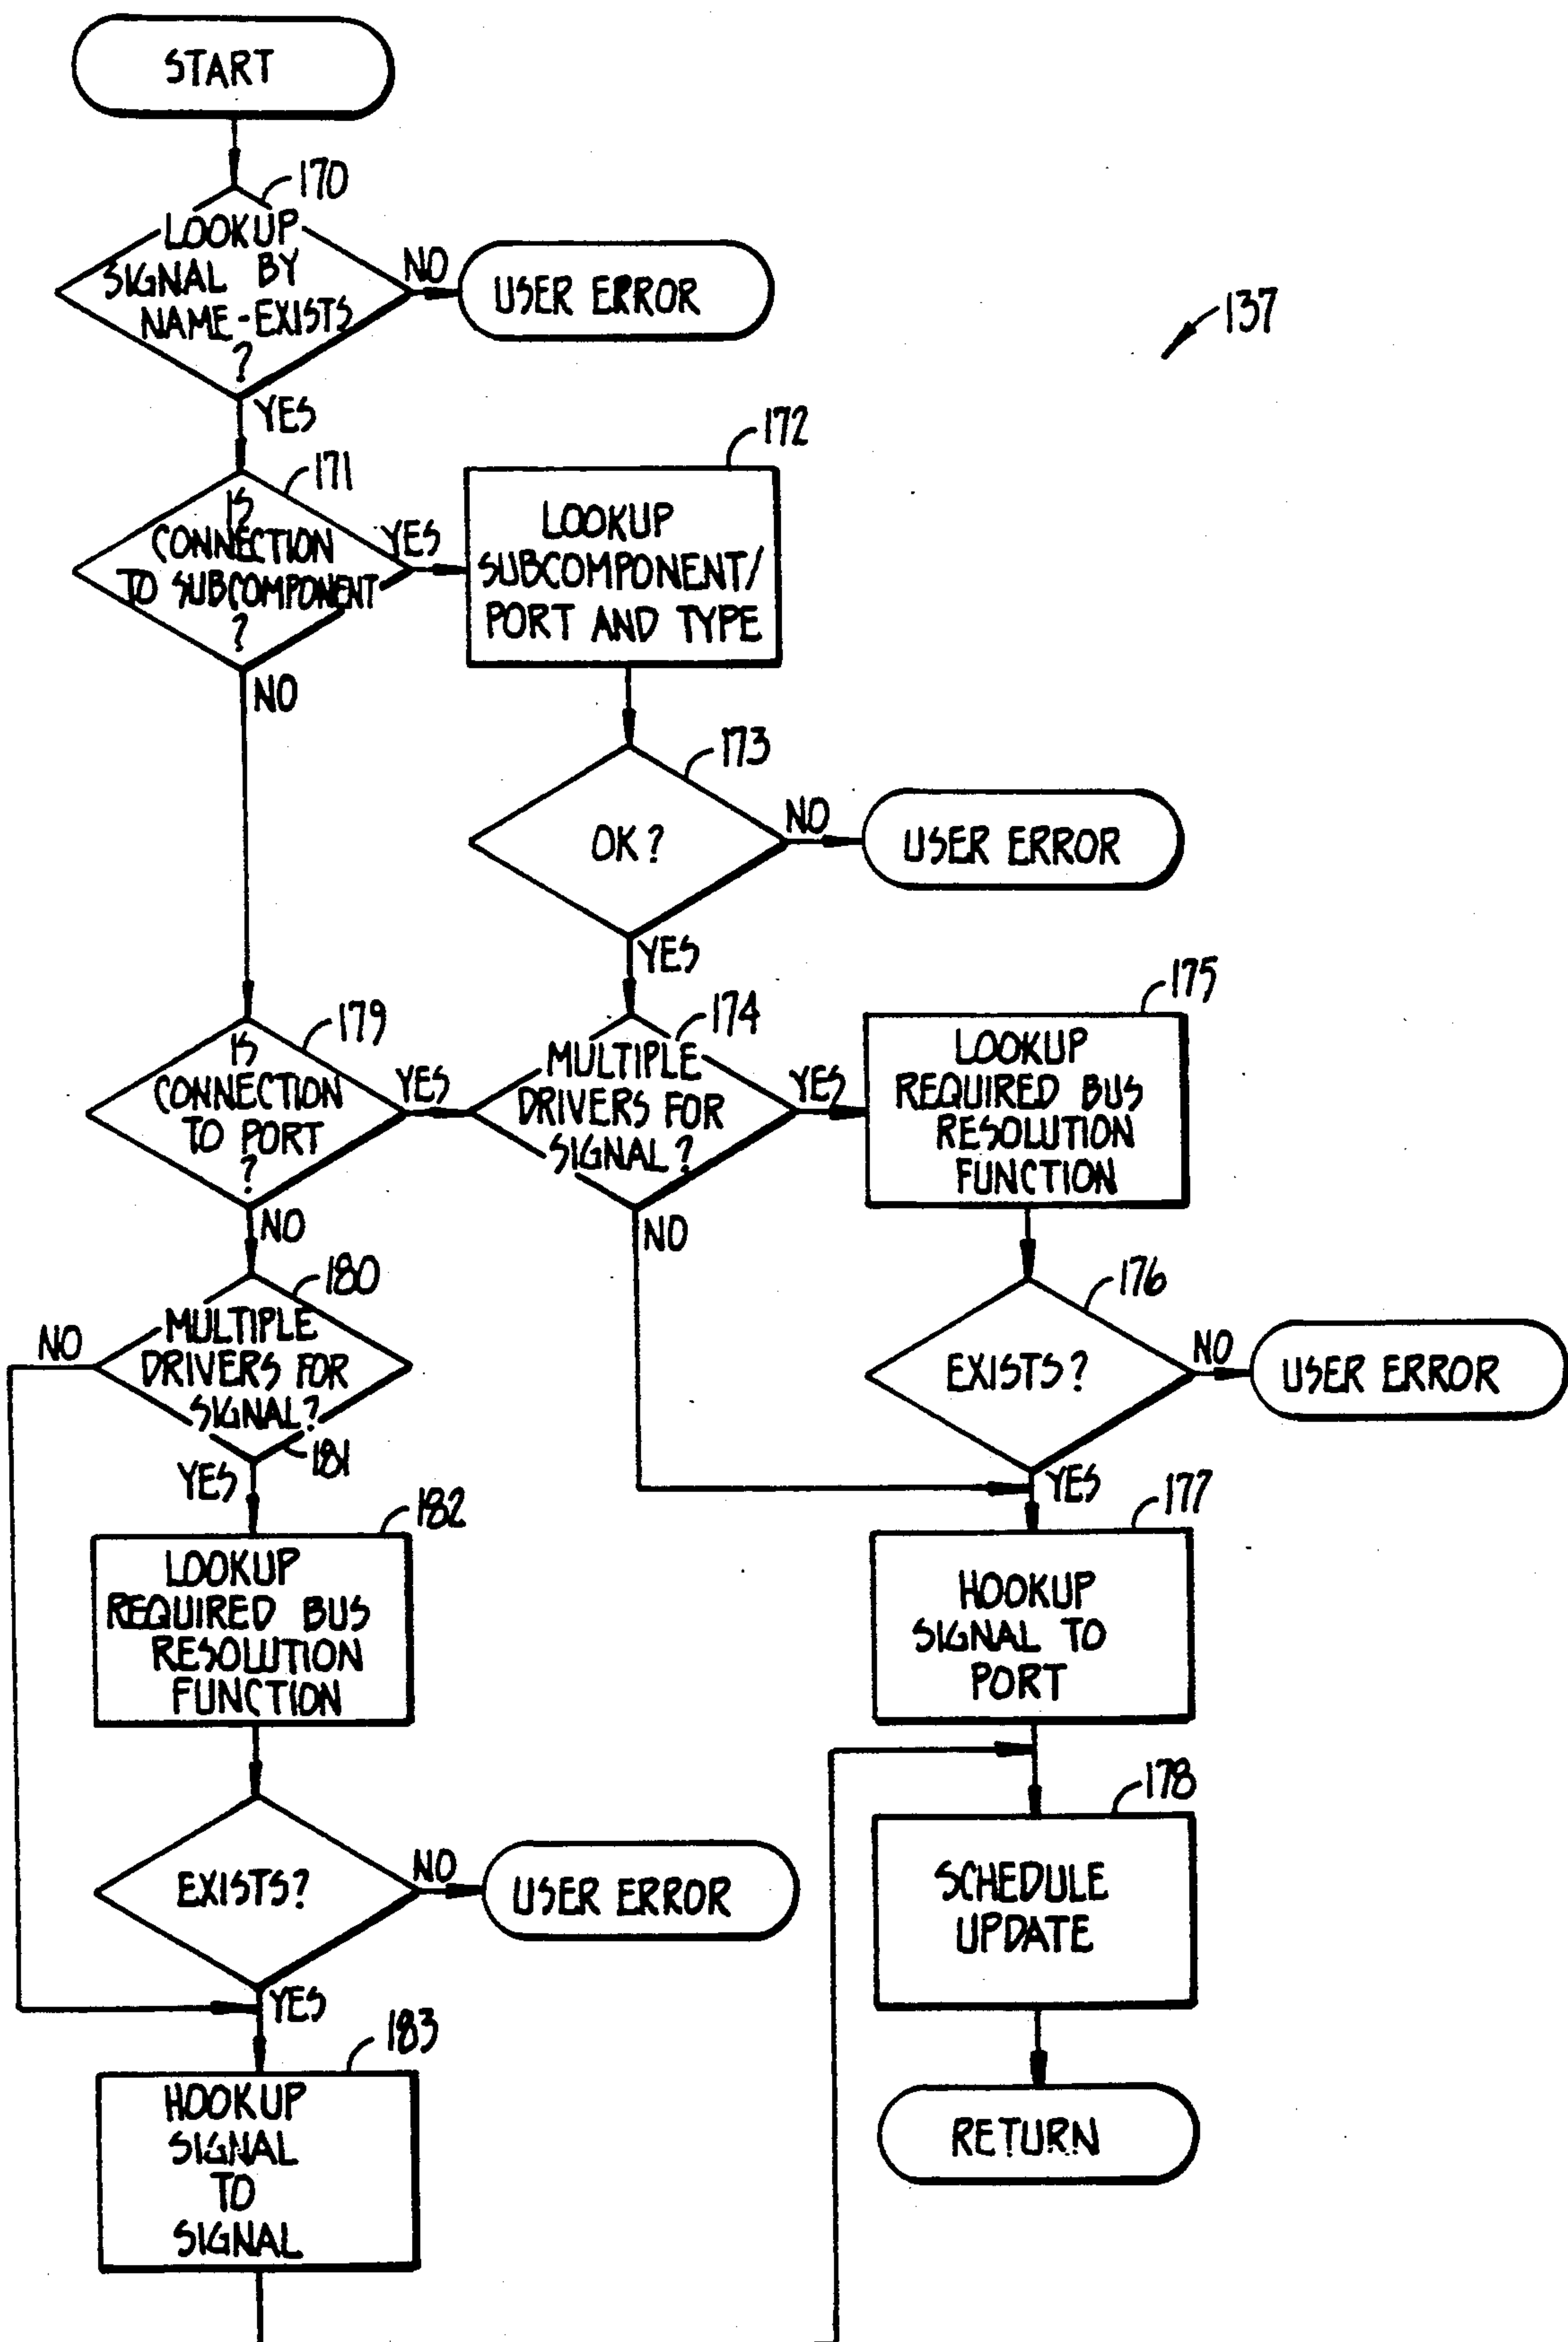 START
170
LOOKUP
SIGNAL BY
NAME-EXISTS
?
NO
USER ERROR
137
YES
171
IS
CONNECTION
TO SUBCOMPONENT
?
YES
172
LOOKUP
SUBCOMPONENT/
PORT AND TYPE
NO
173
OK?
NO
USER ERROR
YES
179
IS
CONNECTION
TO PORT
?
YES
174
MULTIPLE
DRIVERS FOR
SIGNAL?
YES
175
LOOKUP
REQUIRED BUS
RESOLUTION
FUNCTION
NO
NO
176
EXISTS?
NO
USER ERROR
YES
180
MULTIPLE
DRIVERS FOR
SIGNAL?
NO
181
YES
177
HOOKUP
SIGNAL TO
PORT
182
LOOKUP
REQUIRED BUS
RESOLUTION
FUNCTION
178
SCHEDULE
UPDATE
EXISTS?
NO
USER ERROR
YES
183
HOOKUP
SIGNAL
TO
SIGNAL
RETURN